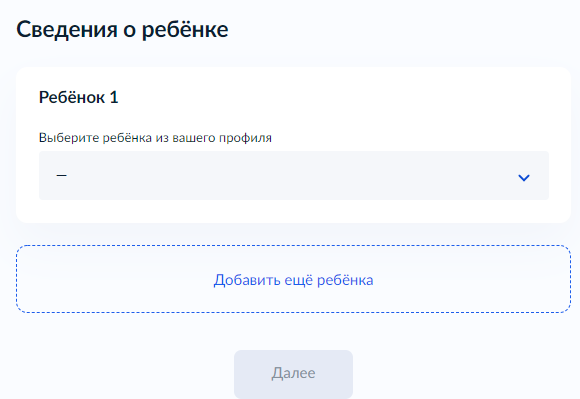 Сведения о ребёнке
Ребёнок 1
Выберите ребёнка из вашего профиля
—
Добавить ещё ребёнка
Далее